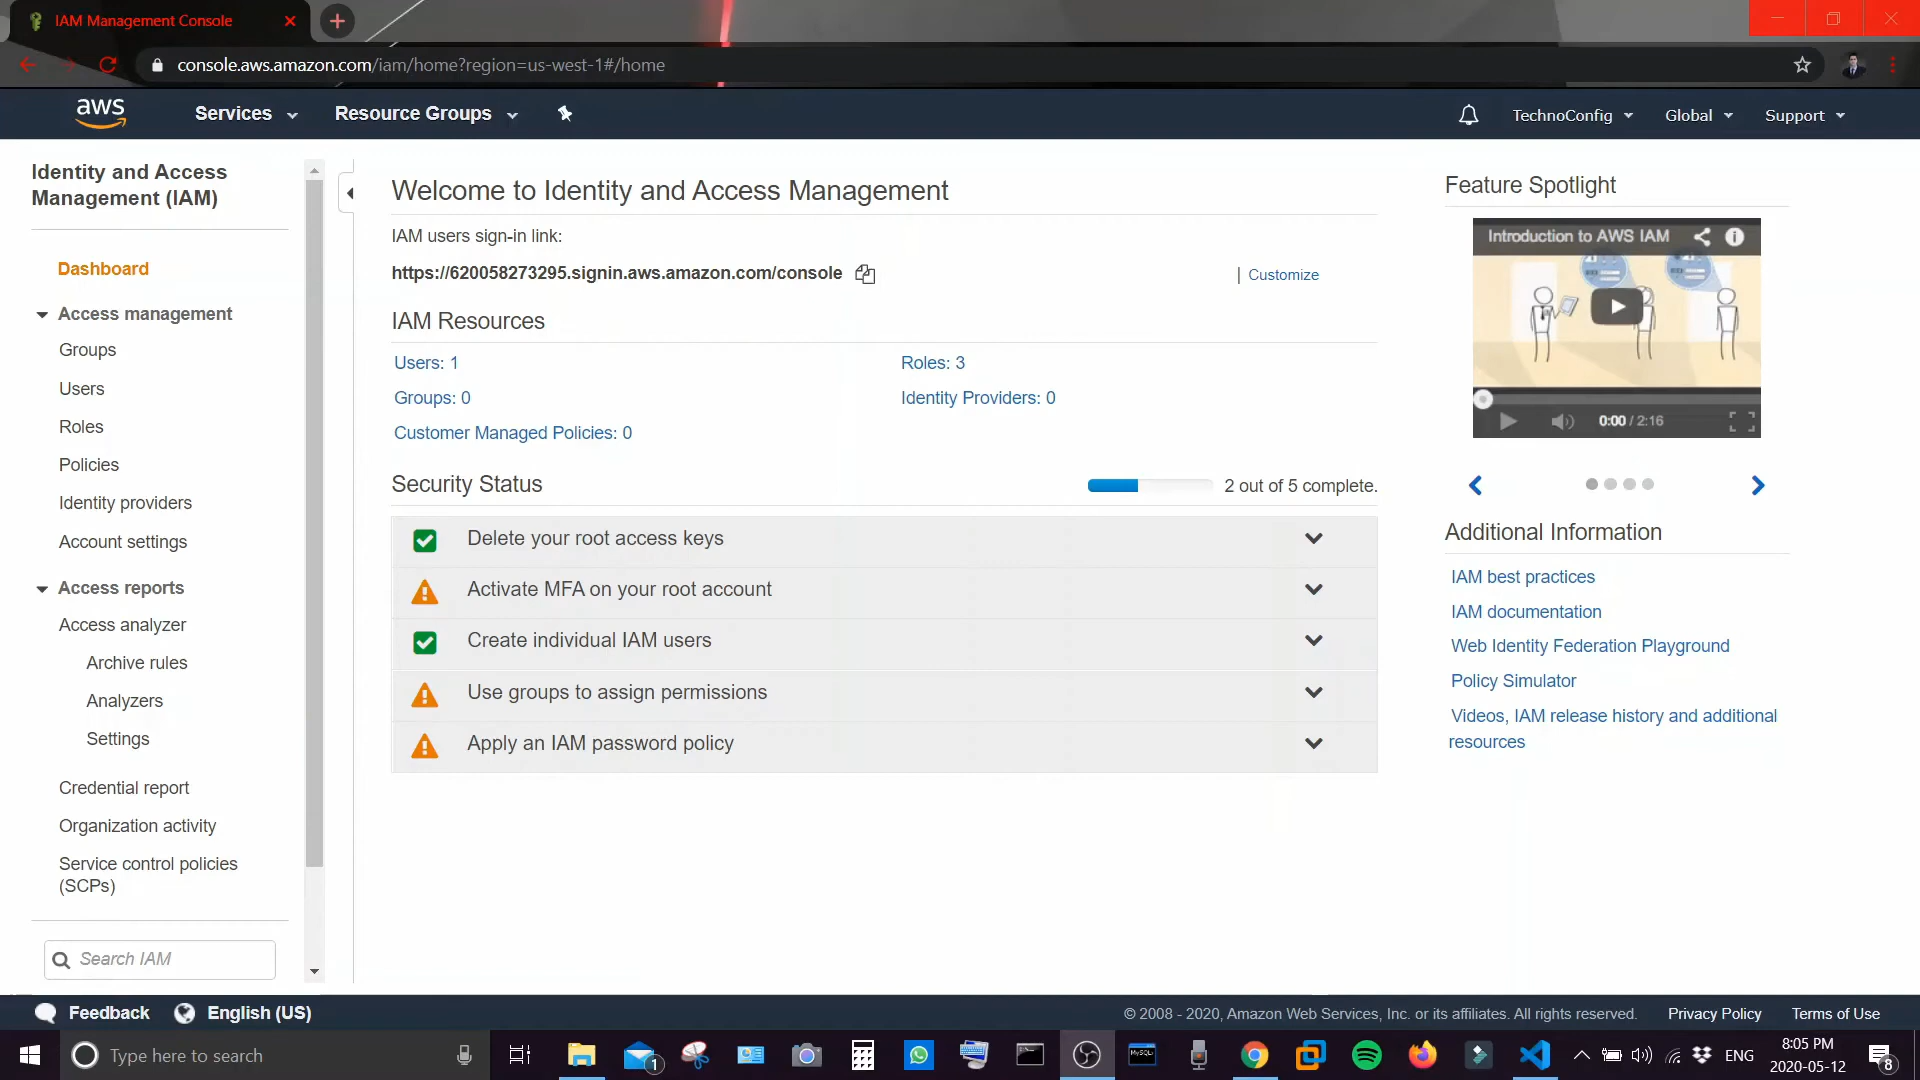 IAM Management Console
console.aws.amazon.com/iam/home?region=us-west-1#/home
aws
Services
Resource Groups
TechnoConfig
Global
Support
Identity and Access
Management (IAM)
Dashboard
Access management
Groups
Users
Roles
Policies
Identity providers
Account settings
Access reports
Access analyzer
Archive rules
Analyzers
Settings
Credential report
Organization activity
Service control policies
(SCPs)
Search IAM
Welcome to Identity and Access Management
IAM users sign-in link:
https://620058273295.signin.aws.amazon.com/console
| Customize
IAM Resources
Users: 1
Roles: 3
Groups: 0
Identity Providers: 0
Customer Managed Policies: 0
Security Status
2 out of 5 complete.
Delete your root access keys
Activate MFA on your root account
Create individual IAM users
Use groups to assign permissions
Apply an IAM password policy
Feature Spotlight
Introduction to AWS IAM
0:00 / 2:16
Additional Information
IAM best practices
IAM documentation
Web Identity Federation Playground
Policy Simulator
Videos, IAM release history and additional
resources
Feedback
English (US)
© 2008 - 2020, Amazon Web Services, Inc. or its affiliates. All rights reserved.
Privacy Policy
Terms of Use
Type here to search
1
MySQL
ENG
8:05 PM
2020-05-12
8